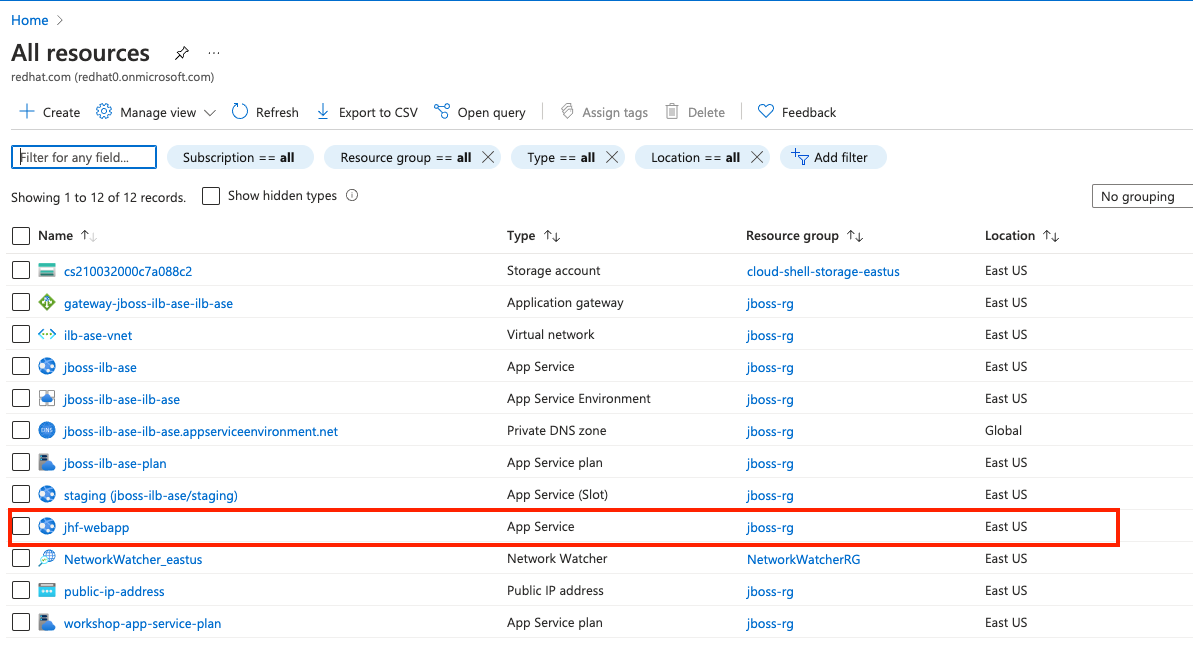 Home >
All resources ...
redhat.com (redhat0.onmicrosoft.com)
Create Manage view Refresh Export to CSV Open query Assign tags Delete Feedback
Filter for any field... Subscription == all Resource group == all Type == all Location == all Add filter
Showing 1 to 12 of 12 records. Show hidden types No grouping
Name Type Resource group Location
cs210032000c7a088c2 Storage account cloud-shell-storage-eastus East US
gateway-jboss-ilb-ase-ilb-ase Application gateway jboss-rg East US
ilb-ase-vnet Virtual network jboss-rg East US
jboss-ilb-ase App Service jboss-rg East US
jboss-ilb-ase-ilb-ase App Service Environment jboss-rg East US
DNS jboss-ilb-ase-ilb-ase.appserviceenvironment.net Private DNS zone jboss-rg Global
jboss-ilb-ase-plan App Service plan jboss-rg East US
staging (jboss-ilb-ase/staging) App Service (Slot) jboss-rg East US
jhf-webapp App Service jboss-rg East US
NetworkWatcher_eastus Network Watcher NetworkWatcherRG East US
public-ip-address Public IP address jboss-rg East US
workshop-app-service-plan App Service plan jboss-rg East US